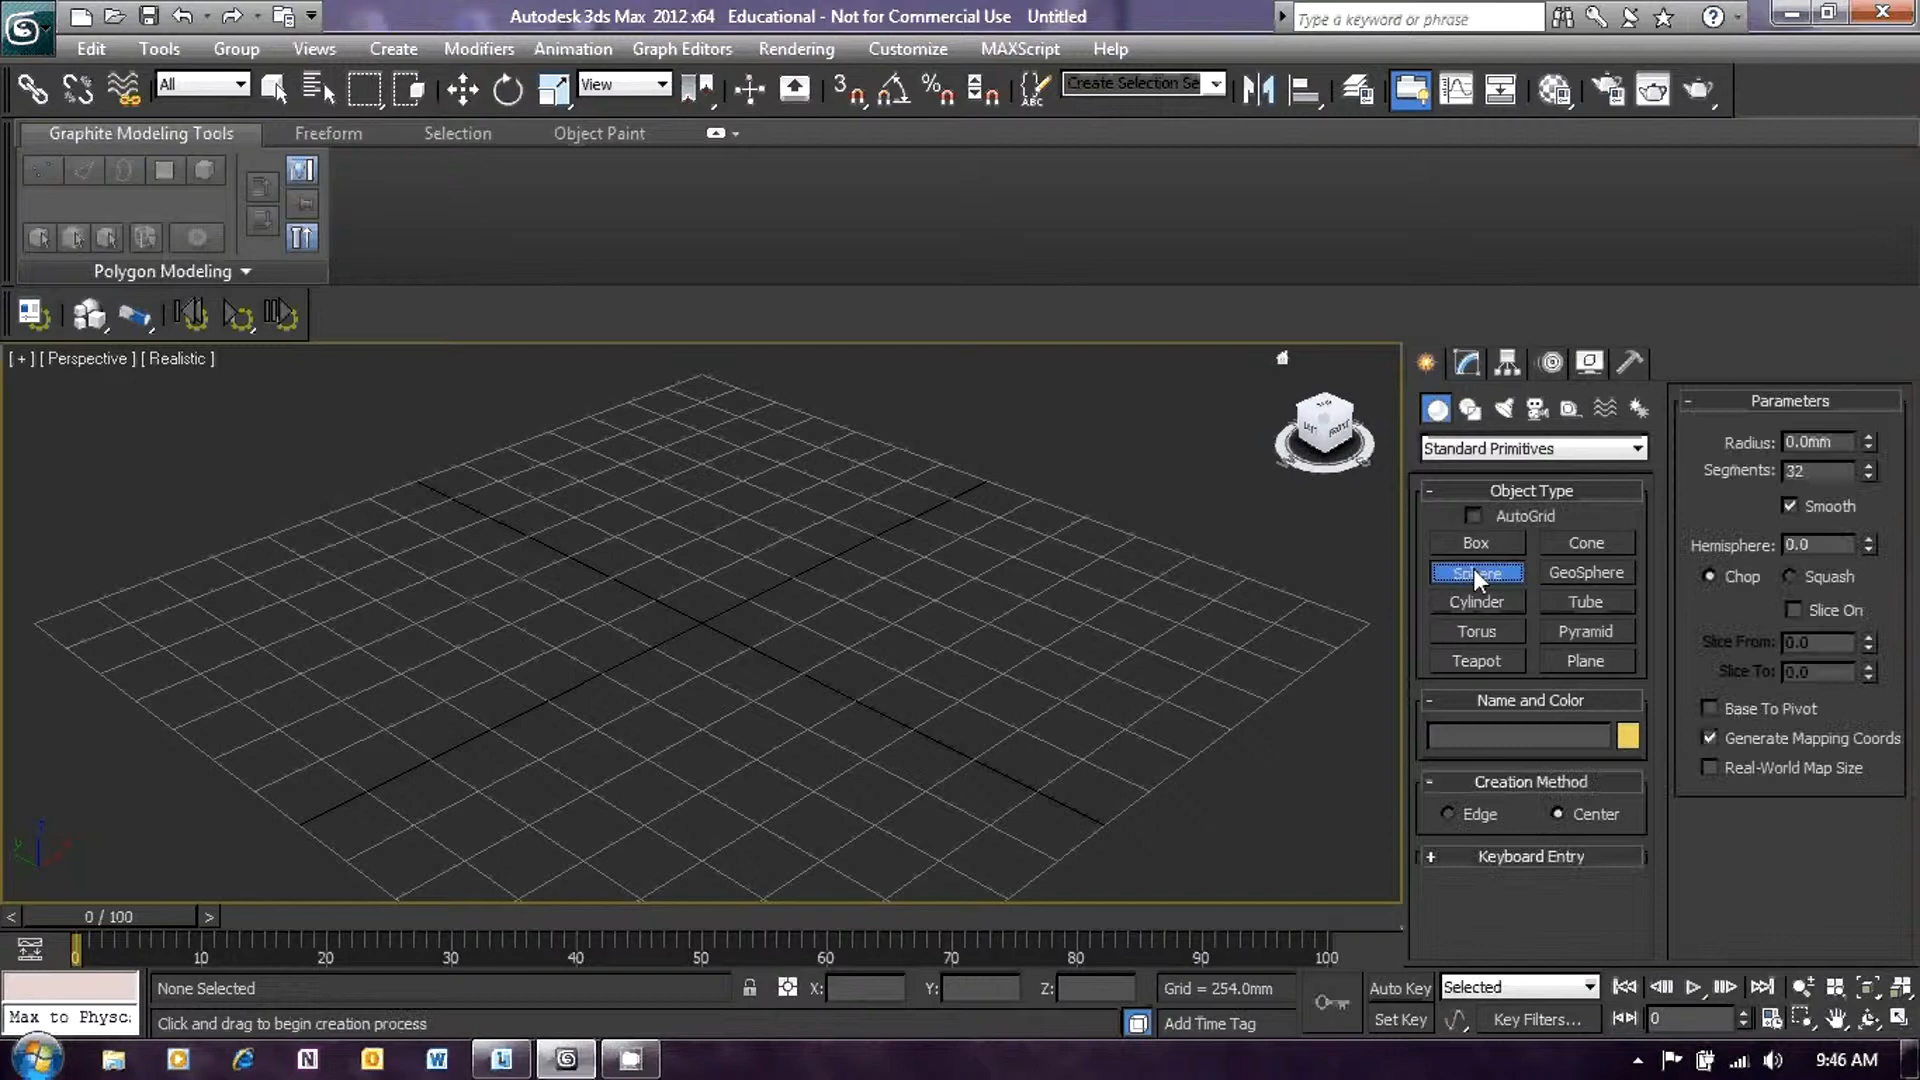 Autodesk 3ds Max 2012 x64 Educational - Not for Commercial Use Untitled
Type a keyword or phrase
Edit Tools Group Views Create Modifiers Animation Graph Editors Rendering Customize MAXScript Help
All
View
3
ABC
Create Selection Se
Graphite Modeling Tools Freeform Selection Object Paint
Polygon Modeling
[ + ] [ Perspective ] [ Realistic ]
Standard Primitives
Object Type
AutoGrid
Box Cone
Sphere GeoSphere
Cylinder Tube
Torus Pyramid
Teapot Plane
Name and Color
Creation Method
Edge Center
Keyboard Entry
Parameters
Radius: 0.0mm
Segments: 32
Smooth
Hemisphere: 0.0
Chop Squash
Slice On
Slice From: 0.0
Slice To: 0.0
Base To Pivot
Generate Mapping Coords
Real-World Map Size
< 0 / 100 >
0 10 20 30 40 50 60 70 80 90 100
None Selected X: Y: Z: Grid = 254.0mm Auto Key Selected
Max to Physc: Click and drag to begin creation process Add Time Tag Set Key Key Filters... 0
9:46 AM